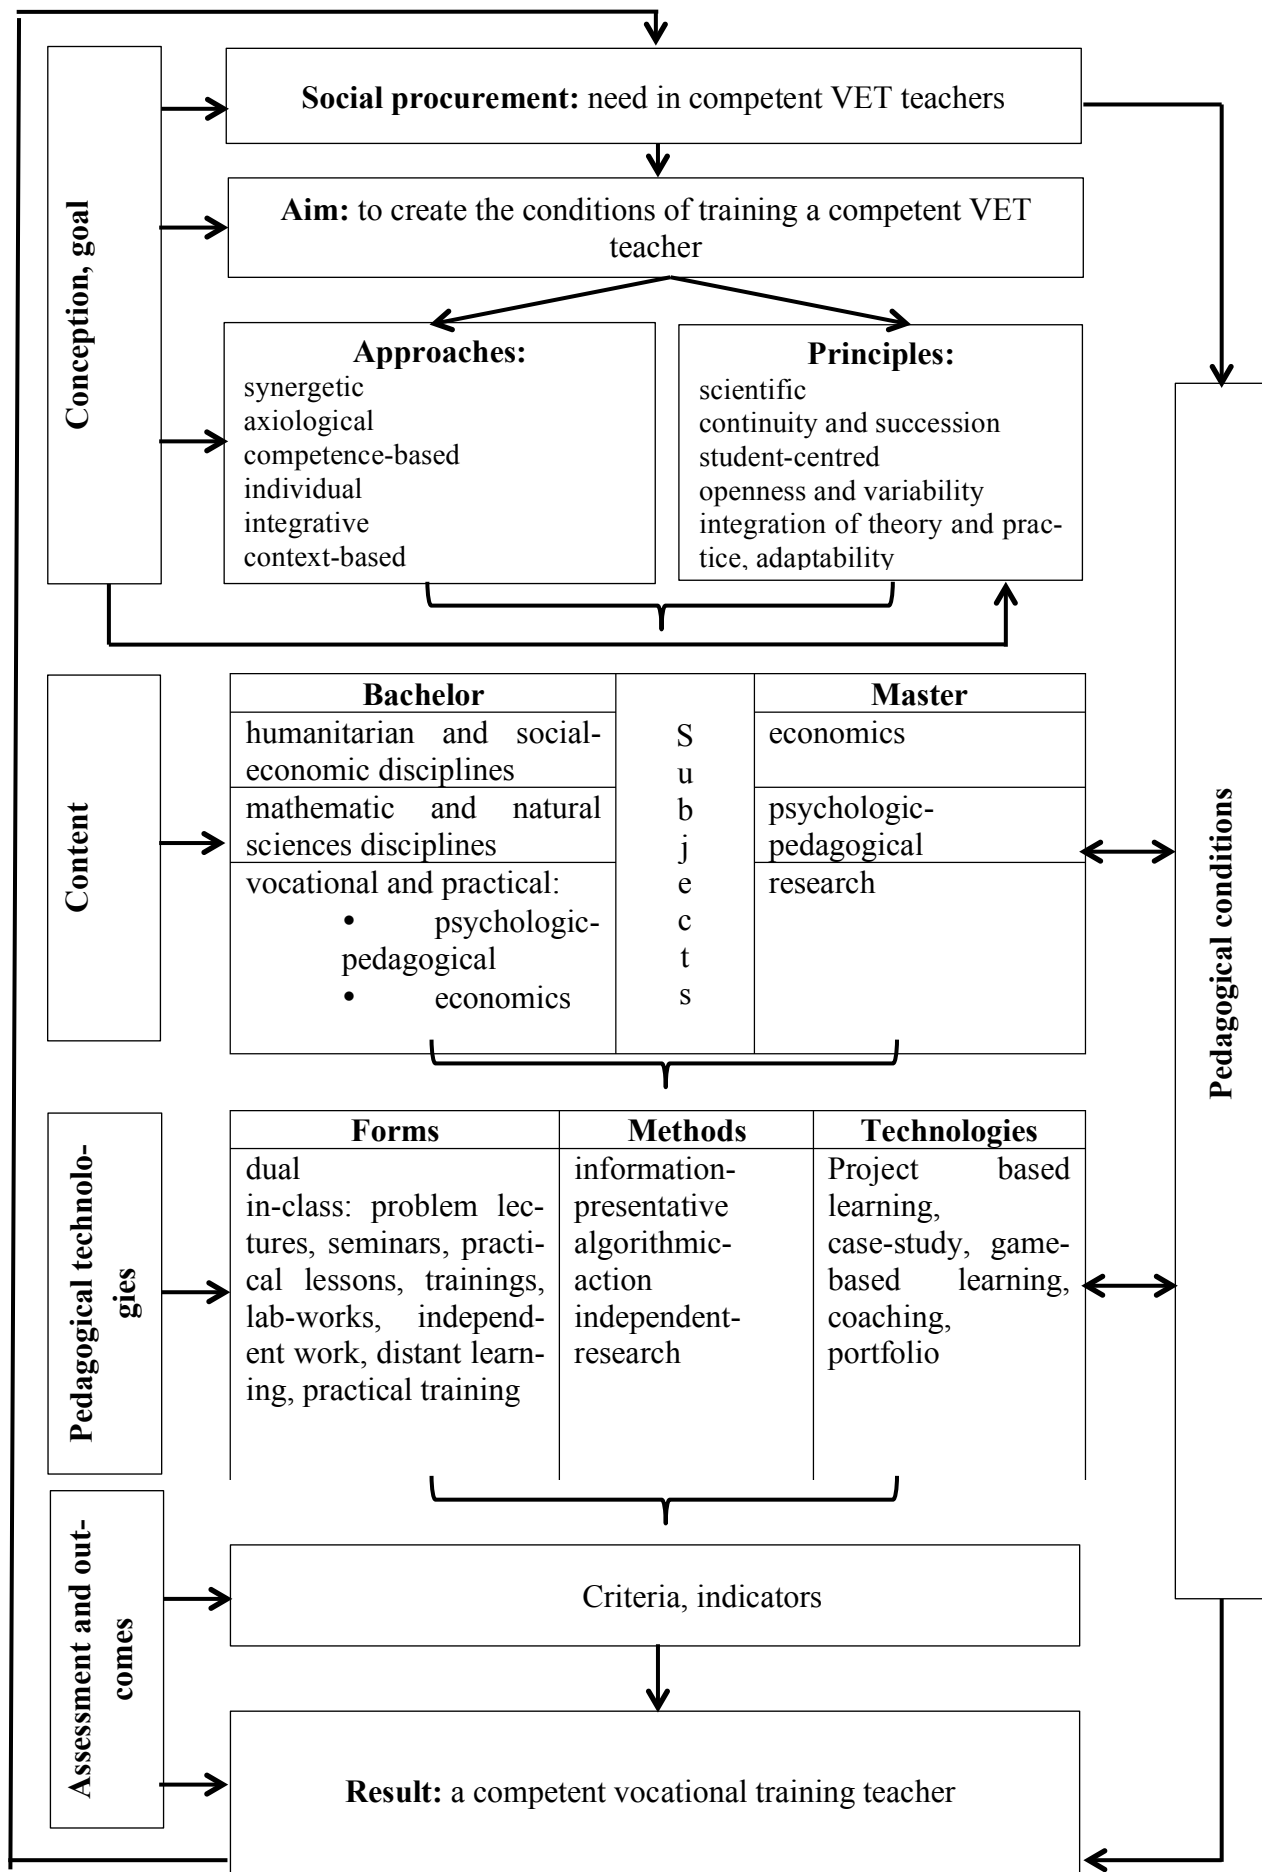 Conception, goal
Social procurement: need in competent VET teachers
Aim: to create the conditions of training a competent VET
teacher
Approaches:
synergetic
axiological
competence-based
individual
integrative
context-based
Principles:
scientific
continuity and succession
student-centred
openness and variability
integration of theory and prac-
tice, adaptability
Content
Bachelor
humanitarian and social-
economic disciplines
mathematic and natural
sciences disciplines
vocational and practical:
• psychologic-
pedagogical
• economics
S
u
b
j
e
c
t
s
Master
economics
psychologic-
pedagogical
research
Pedagogical conditions
Pedagogical technolo-
gies
Forms
dual
in-class: problem lec-
tures, seminars, practi-
cal lessons, trainings,
lab-works, independ-
ent work, distant learn-
ing, practical training
Methods
information-
presentative
algorithmic-
action
independent-
research
Technologies
Project based
learning,
case-study, game-
based learning,
coaching,
portfolio
Assessment and out-
comes
Criteria, indicators
Result: a competent vocational training teacher